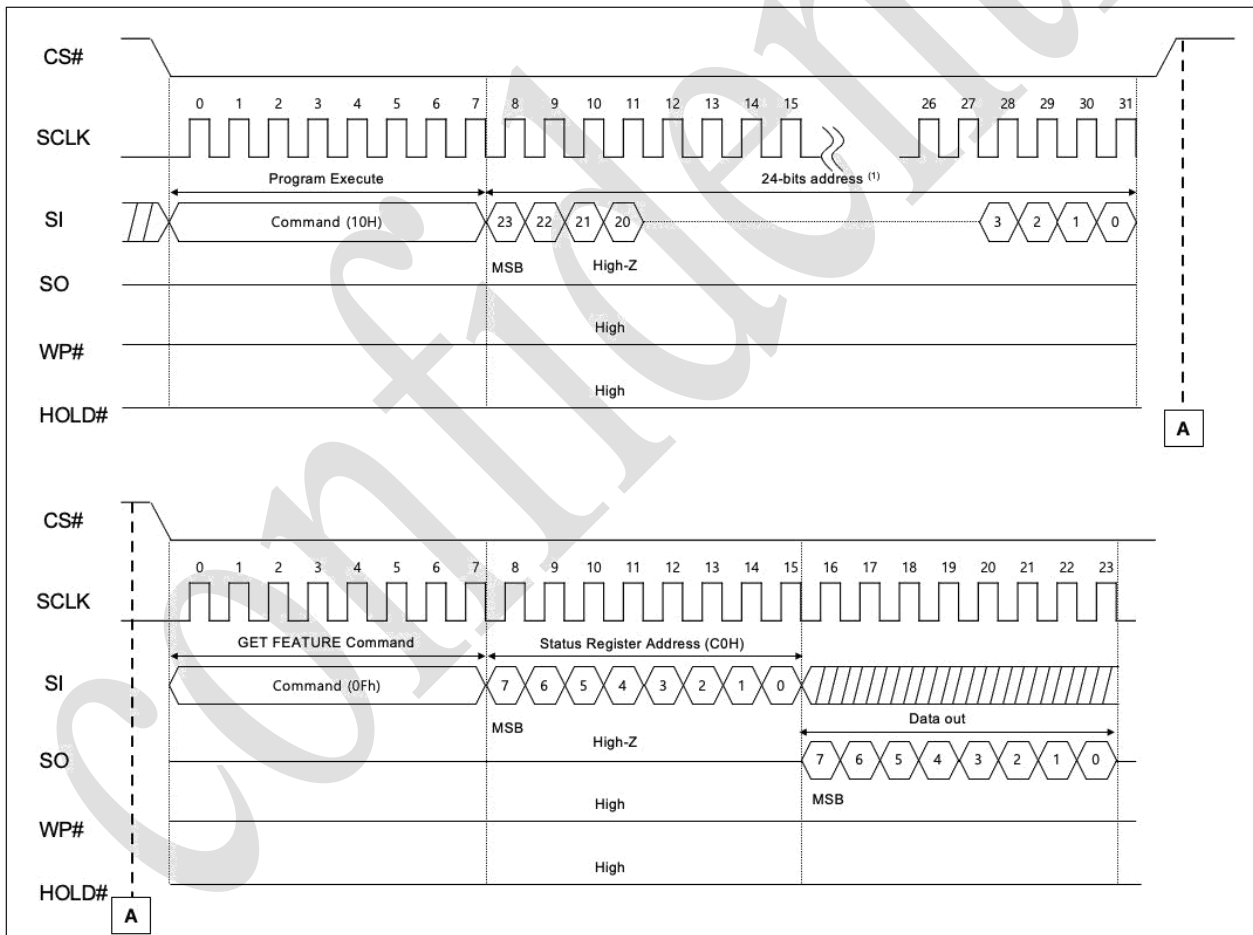 CS#
0 1 2 3 4 5 6 7 8 9 10 11 12 13 14 15 26 27 28 29 30 31
SCLK
Program Execute 24-bits address (1)
SI Command (10H) 23 22 21 20 3 2 1 0
MSB High-Z
SO
High
WP#
High
HOLD#
A
CS#
0 1 2 3 4 5 6 7 8 9 10 11 12 13 14 15 16 17 18 19 20 21 22 23
SCLK
GET FEATURE Command Status Register Address (C0H)
SI Command (0Fh) 7 6 5 4 3 2 1 0
Data out
MSB High-Z
SO 7 6 5 4 3 2 1 0
High MSB
WP#
High
HOLD#
A
confident